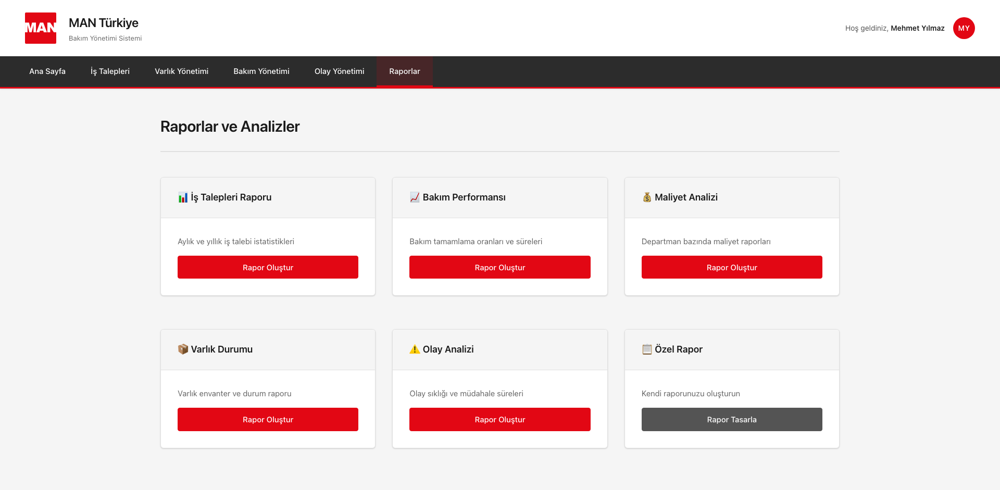 MAN
MAN Türkiye
Bakım Yönetimi Sistemi
Hoş geldiniz, Mehmet Yılmaz
MY
Ana Sayfa
İş Talepleri
Varlık Yönetimi
Bakım Yönetimi
Olay Yönetimi
Raporlar
Raporlar ve Analizler
İş Talepleri Raporu
Aylık ve yıllık iş talebi istatistikleri
Rapor Oluştur
Bakım Performansı
Bakım tamamlama oranları ve süreleri
Rapor Oluştur
Maliyet Analizi
Departman bazında maliyet raporları
Rapor Oluştur
Varlık Durumu
Varlık envanter ve durum raporu
Rapor Oluştur
Olay Analizi
Olay sıklığı ve müdahale süreleri
Rapor Oluştur
Özel Rapor
Kendi raporunuzu oluşturun
Rapor Tasarla